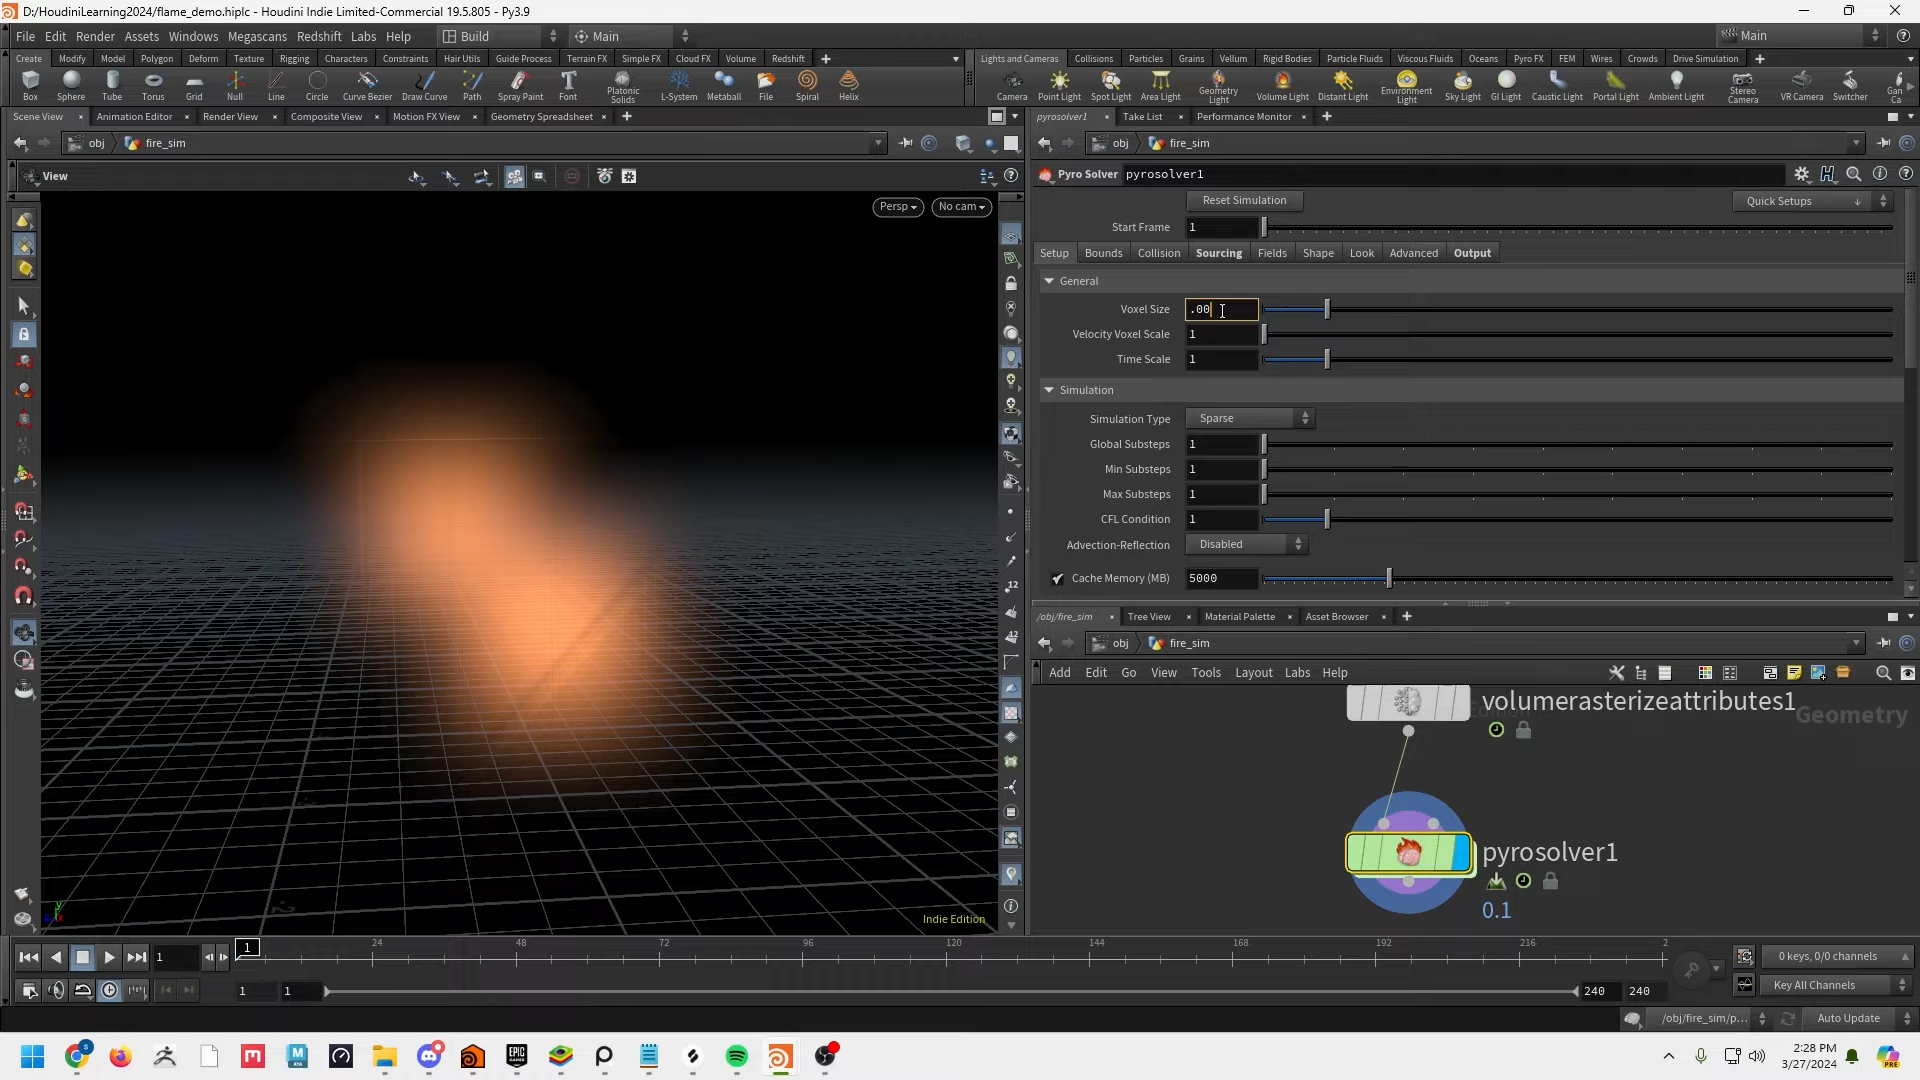 D:/HoudiniLearning2024/flame_demo.hiplc - Houdini Indie Limited-Commercial 19.5.805 - Py3.9
File Edit Render Assets Windows Megascans Redshift Labs Help Build Main Main
Create Modify Model Polygon Deform Texture Rigging Characters Constraints Hair Utils Guide Process Terrain FX Simple FX Cloud FX Volume Redshift
Lights and Cameras Collisions Particles Grains Vellum Rigid Bodies Particle Fluids Viscous Fluids Oceans Pyro FX FEM Wires Crowds Drive Simulation
Box Sphere Tube Torus Grid Null Line Circle Curve Bezier Draw Curve Path Spray Paint Font Platonic Solids L-System Metaball File Spiral Helix
Camera Point Light Spot Light Area Light Geometry Light Volume Light Distant Light Environment Light Sky Light GI Light Caustic Light Portal Light Ambient Light Stereo Camera VR Camera Switcher Gan Ca
Scene View Animation Editor Render View Composite View Motion FX View Geometry Spreadsheet
pyrosolver1 Take List Performance Monitor
obj fire_sim
obj fire_sim
View
Persp No cam
Pyro Solver pyrosolver1
Reset Simulation Quick Setups
Start Frame 1
Setup Bounds Collision Sourcing Fields Shape Look Advanced Output
General
Voxel Size .00
Velocity Voxel Scale 1
Time Scale 1
Simulation
Simulation Type Sparse
Global Substeps 1
Min Substeps 1
Max Substeps 1
CFL Condition 1
Advection-Reflection Disabled
Cache Memory (MB) 5000
/obj/fire_sim Tree View Material Palette Asset Browser
obj fire_sim
Add Edit Go View Tools Layout Labs Help
volumerasterizeattributes1
Geometry
pyrosolver1
0.1
Indie Edition
1 24 48 72 96 120 144 168 192 216 2
1
0 keys, 0/0 channels
1 1 240 240
Key All Channels
/obj/fire_sim/p... Auto Update
2:28 PM
3/27/2024